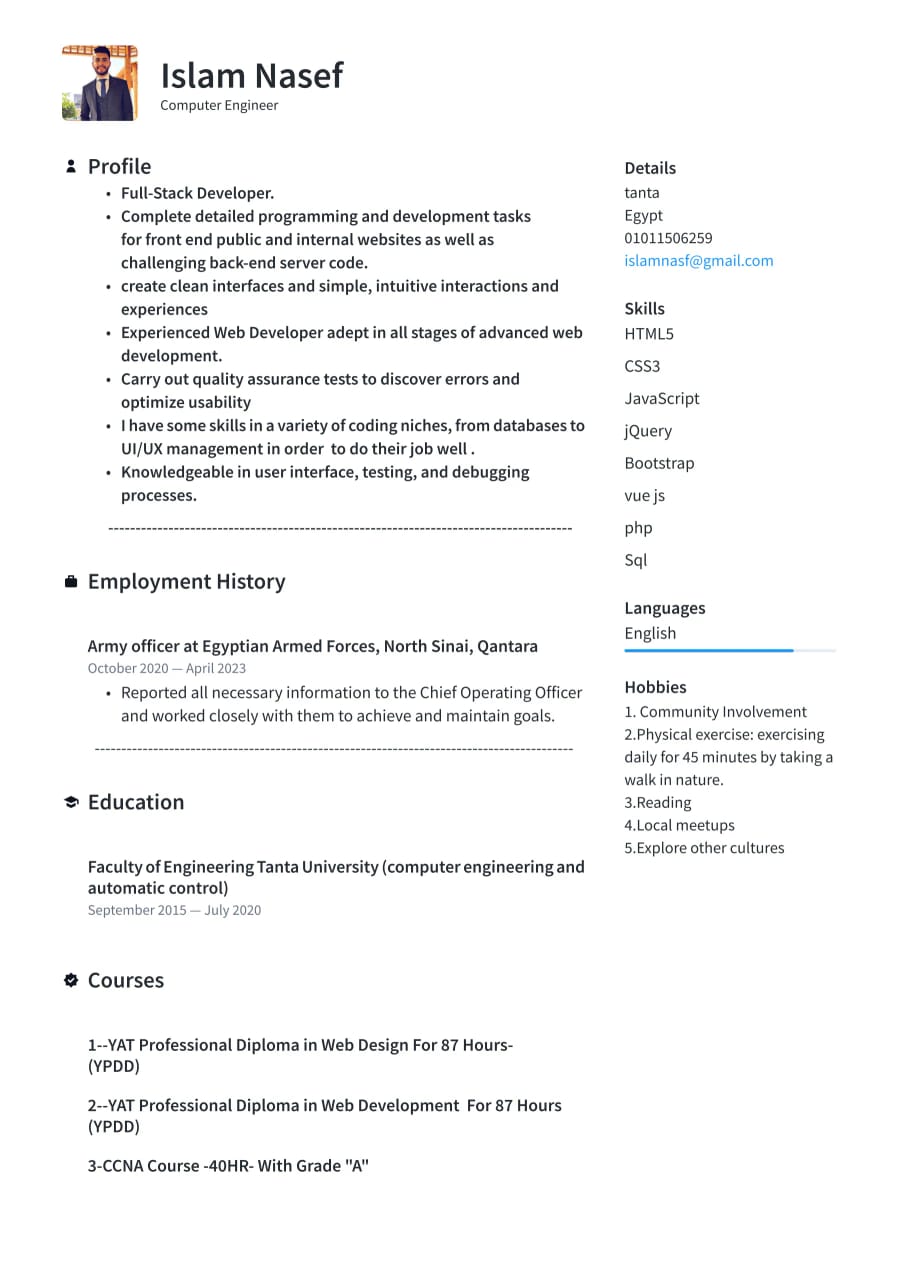 Islam Nasef
Computer Engineer
Profile
• Full-Stack Developer.
• Complete detailed programming and development tasks
for front end public and internal websites as well as
challenging back-end server code.
• create clean interfaces and simple, intuitive interactions and
experiences
• Experienced Web Developer adept in all stages of advanced web
development.
• Carry out quality assurance tests to discover errors and
optimize usability
• I have some skills in a variety of coding niches, from databases to
UI/UX management in order  to do their job well .
• Knowledgeable in user interface, testing, and debugging
processes.
-------------------------------------------------------------------------------------
Employment History
Army officer at Egyptian Armed Forces, North Sinai, Qantara
October 2020 — April 2023
• Reported all necessary information to the Chief Operating Officer
and worked closely with them to achieve and maintain goals.
----------------------------------------------------------------------------------------
Education
Faculty of Engineering Tanta University (computer engineering and
automatic control)
September 2015 — July 2020
Courses
1--YAT Professional Diploma in Web Design For 87 Hours-
(YPDD)
2--YAT Professional Diploma in Web Development  For 87 Hours
(YPDD)
3-CCNA Course -40HR- With Grade "A"
Details
tanta
Egypt
01011506259
islamnasf@gmail.com
Skills
HTML5
CSS3
JavaScript
jQuery
Bootstrap
vue js
php
Sql
Languages
English
Hobbies
1. Community Involvement
2.Physical exercise: exercising
daily for 45 minutes by taking a
walk in nature.
3.Reading
4.Local meetups
5.Explore other cultures